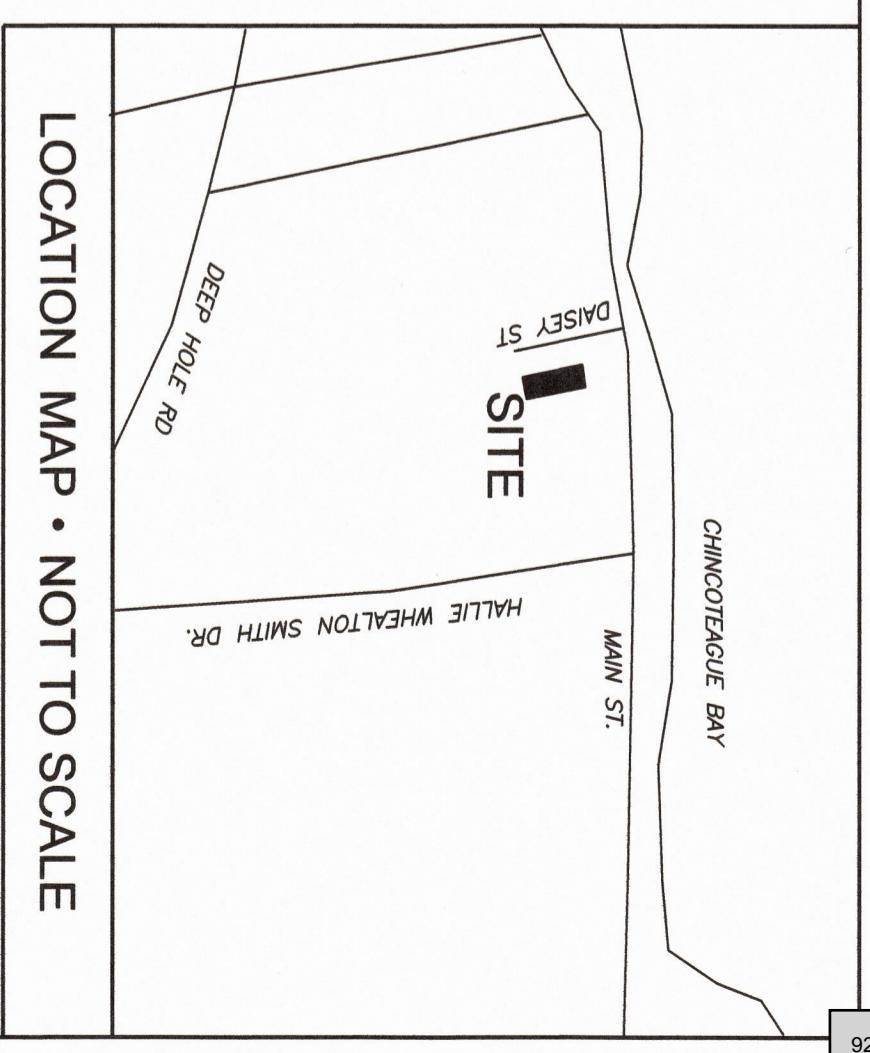 CHINCOTEAGUE BAY
MAIN ST.
DAISEY ST
SITE
HALLIE WHEALTON SMITH DR.
DEEP HOLE RD
LOCATION MAP • NOT TO SCALE
92